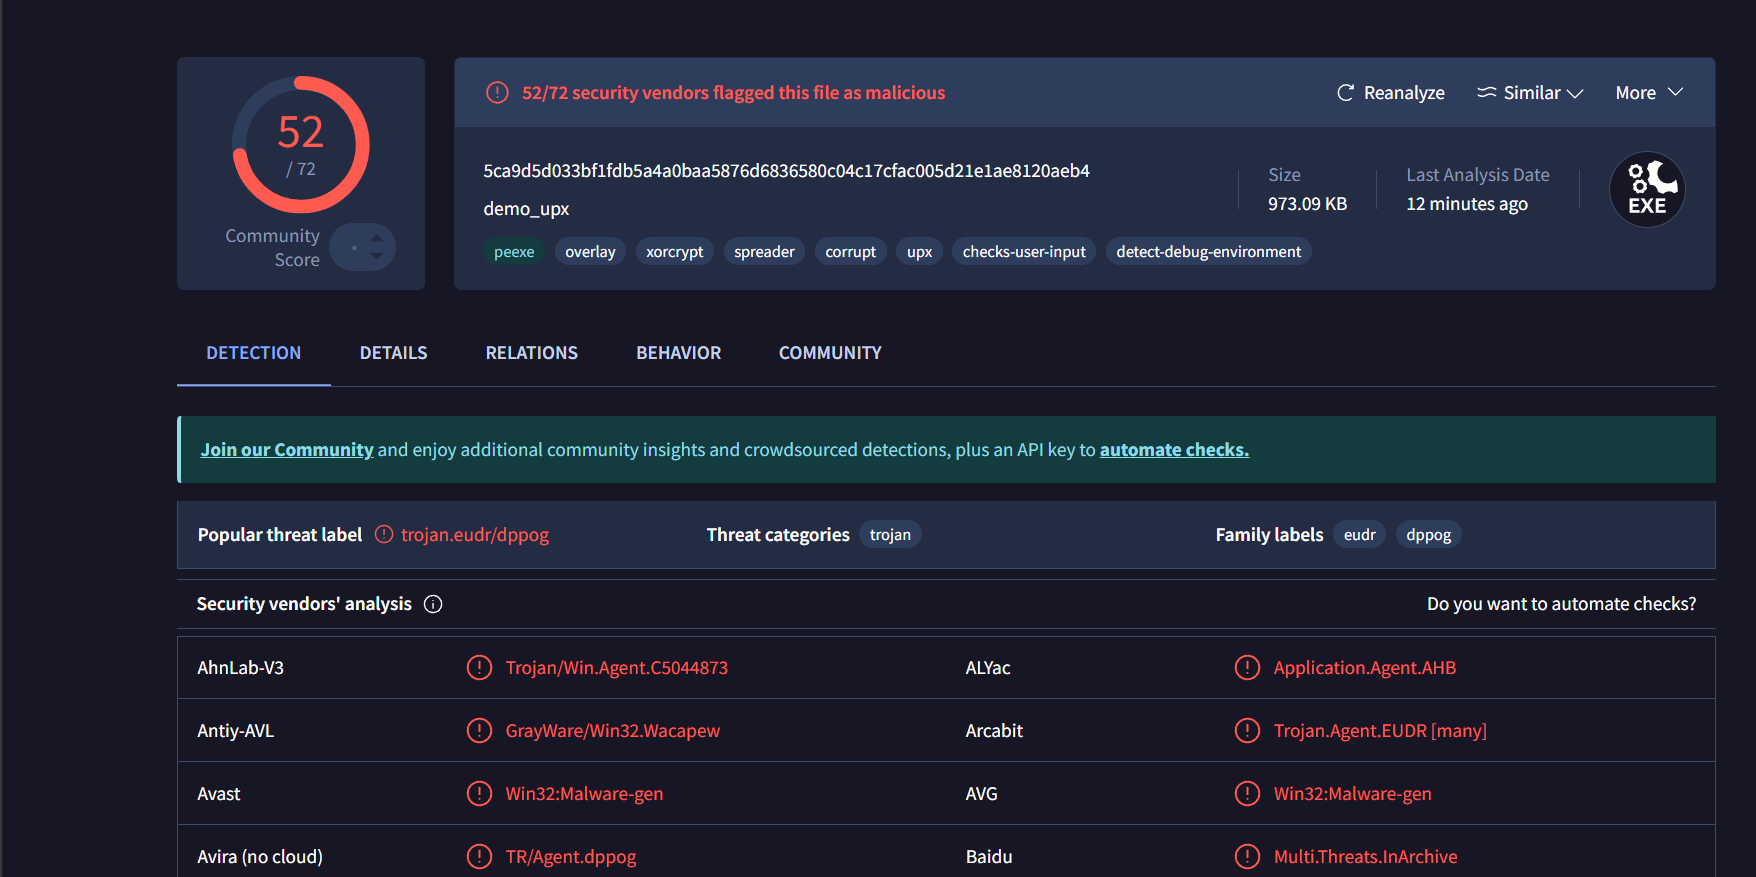 52
/ 72
Community
Score
52/72 security vendors flagged this file as malicious
Reanalyze
Similar
More
5ca9d5d033bf1fdb5a4a0baa5876d6836580c04c17cfac005d21e1ae8120aeb4
demo_upx
Size
973.09 KB
Last Analysis Date
12 minutes ago
EXE
peexe
overlay
xorcrypt
spreader
corrupt
upx
checks-user-input
detect-debug-environment
DETECTION
DETAILS
RELATIONS
BEHAVIOR
COMMUNITY
Join our Community and enjoy additional community insights and crowdsourced detections, plus an API key to automate checks.
Popular threat label
trojan.eudr/dppog
Threat categories
trojan
Family labels
eudr
dppog
Security vendors' analysis
Do you want to automate checks?
AhnLab-V3
Trojan/Win.Agent.C5044873
ALYac
Application.Agent.AHB
Antiy-AVL
GrayWare/Win32.Wacapew
Arcabit
Trojan.Agent.EUDR [many]
Avast
Win32:Malware-gen
AVG
Win32:Malware-gen
Avira (no cloud)
TR/Agent.dppog
Baidu
Multi.Threats.InArchive